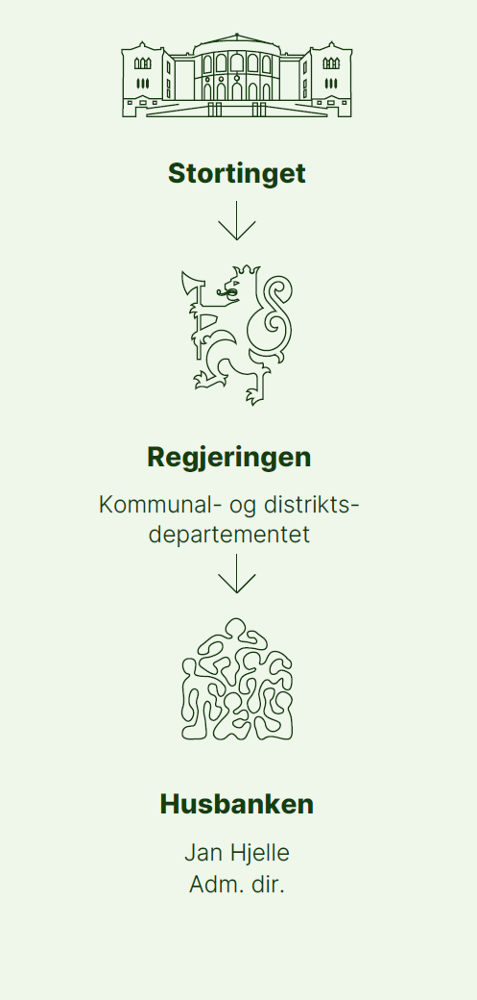 Stortinget
Regjeringen
Kommunal- og distrikts-
departementet
Husbanken
Jan Hjelle
Adm. dir.